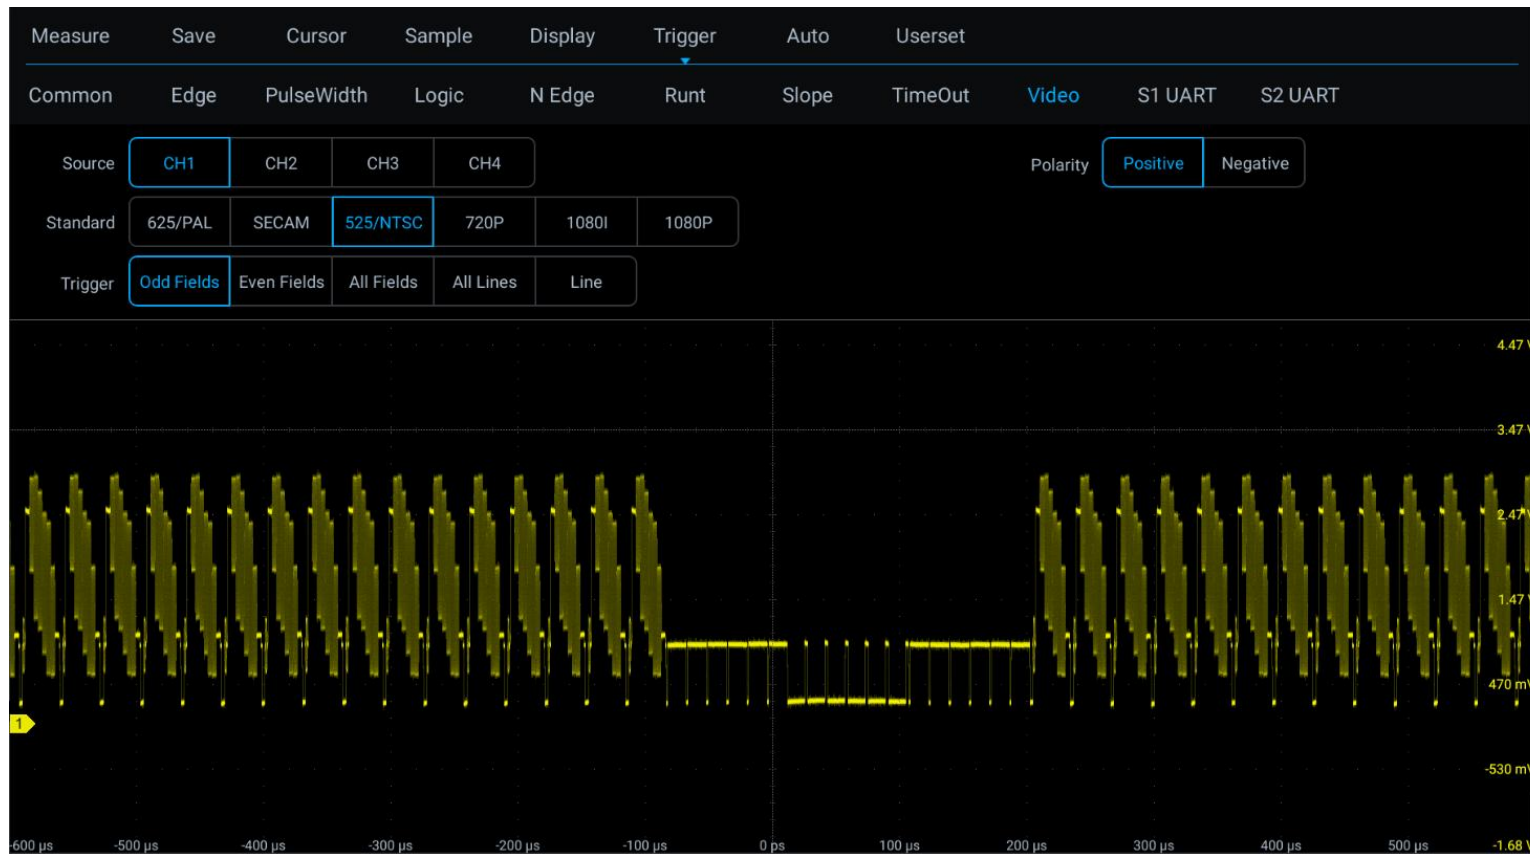 Measure Save Cursor Sample Display Trigger Auto Userset
Common Edge PulseWidth Logic N Edge Runt Slope TimeOut Video S1 UART S2 UART
Source CH1 CH2 CH3 CH4 Polarity Positive Negative
Standard 625/PAL SECAM 525/NTSC 720P 1080I 1080P
Trigger Odd Fields Even Fields All Fields All Lines Line
4.47 V
3.47 V
2.47 V
1.47
470 mV
1
-530 mV
-600 µs -500 µs -400 µs -300 µs -200 µs -100 µs 0 ps 100 µs 200 µs 300 µs 400 µs 500 µs -1.68 V